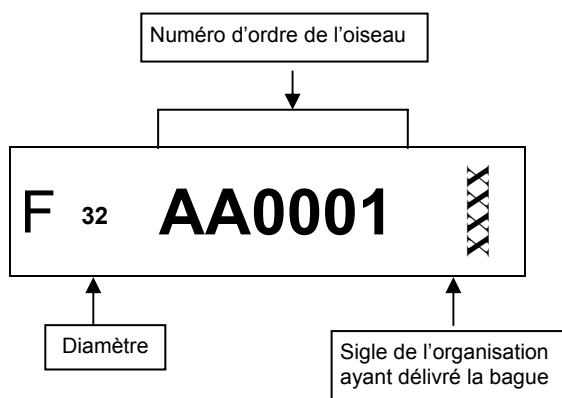 Numéro d'ordre de l'oiseau
F 32 AA0001 XXXX
Diamètre
Sigle de l'organisation
ayant délivré la bague